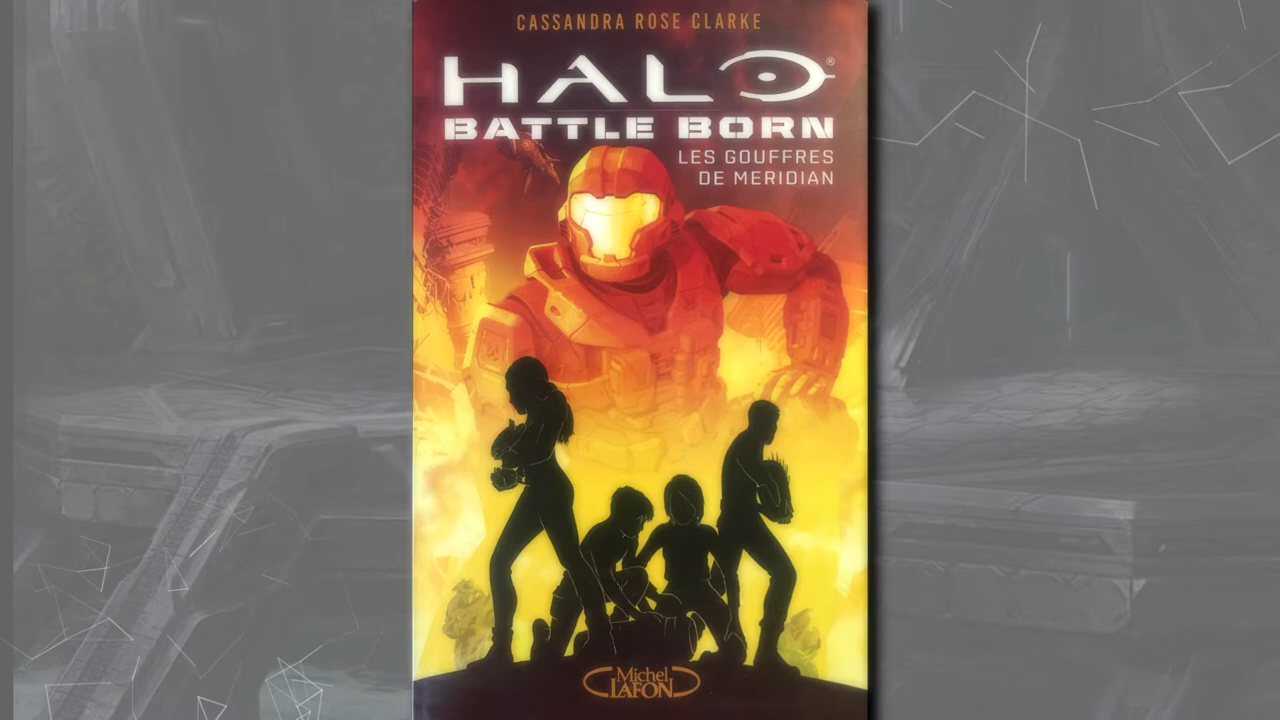 CASSANDRA ROSE CLARKE
HALO®
BATTLE BORN
LES GOUFFRES
DE MERIDIAN
Michel
LAFON